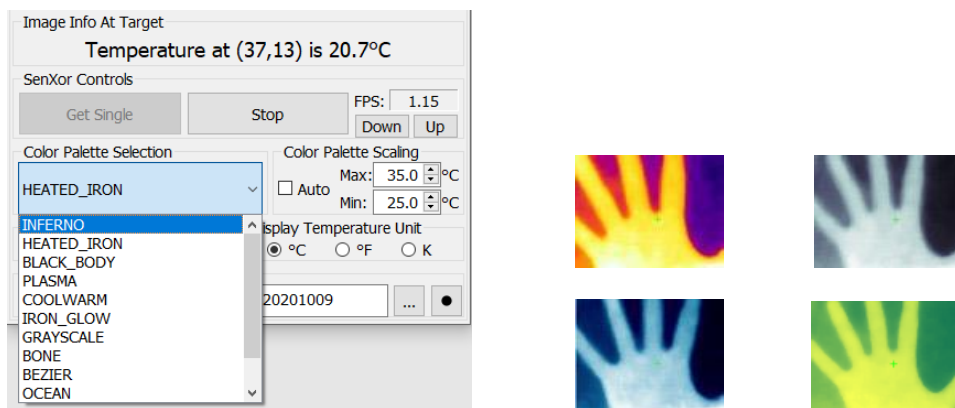 Image Info At Target
Temperature at (37,13) is 20.7°C
SenXor Controls
Get Single
Stop
FPS: 1.15
Down Up
Color Palette Selection
HEATED_IRON
Color Palette Scaling
Auto
Max: 35.0 °C
Min: 25.0 °C
INFERNO
HEATED_IRON
BLACK_BODY
PLASMA
COOLWARM
IRON_GLOW
GRAYSCALE
BONE
BEZIER
OCEAN
isplay Temperature Unit
°C °F K
20201009
...